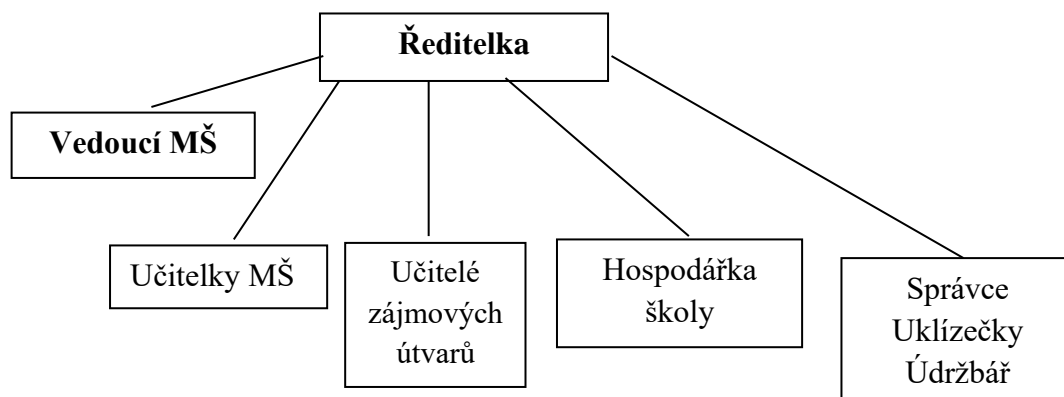 Ředitelka
Vedoucí MŠ
Učitelky MŠ
Učitelé
zájmových
útvarů
Hospodářka
školy
Správce
Uklízečky
Údržbář